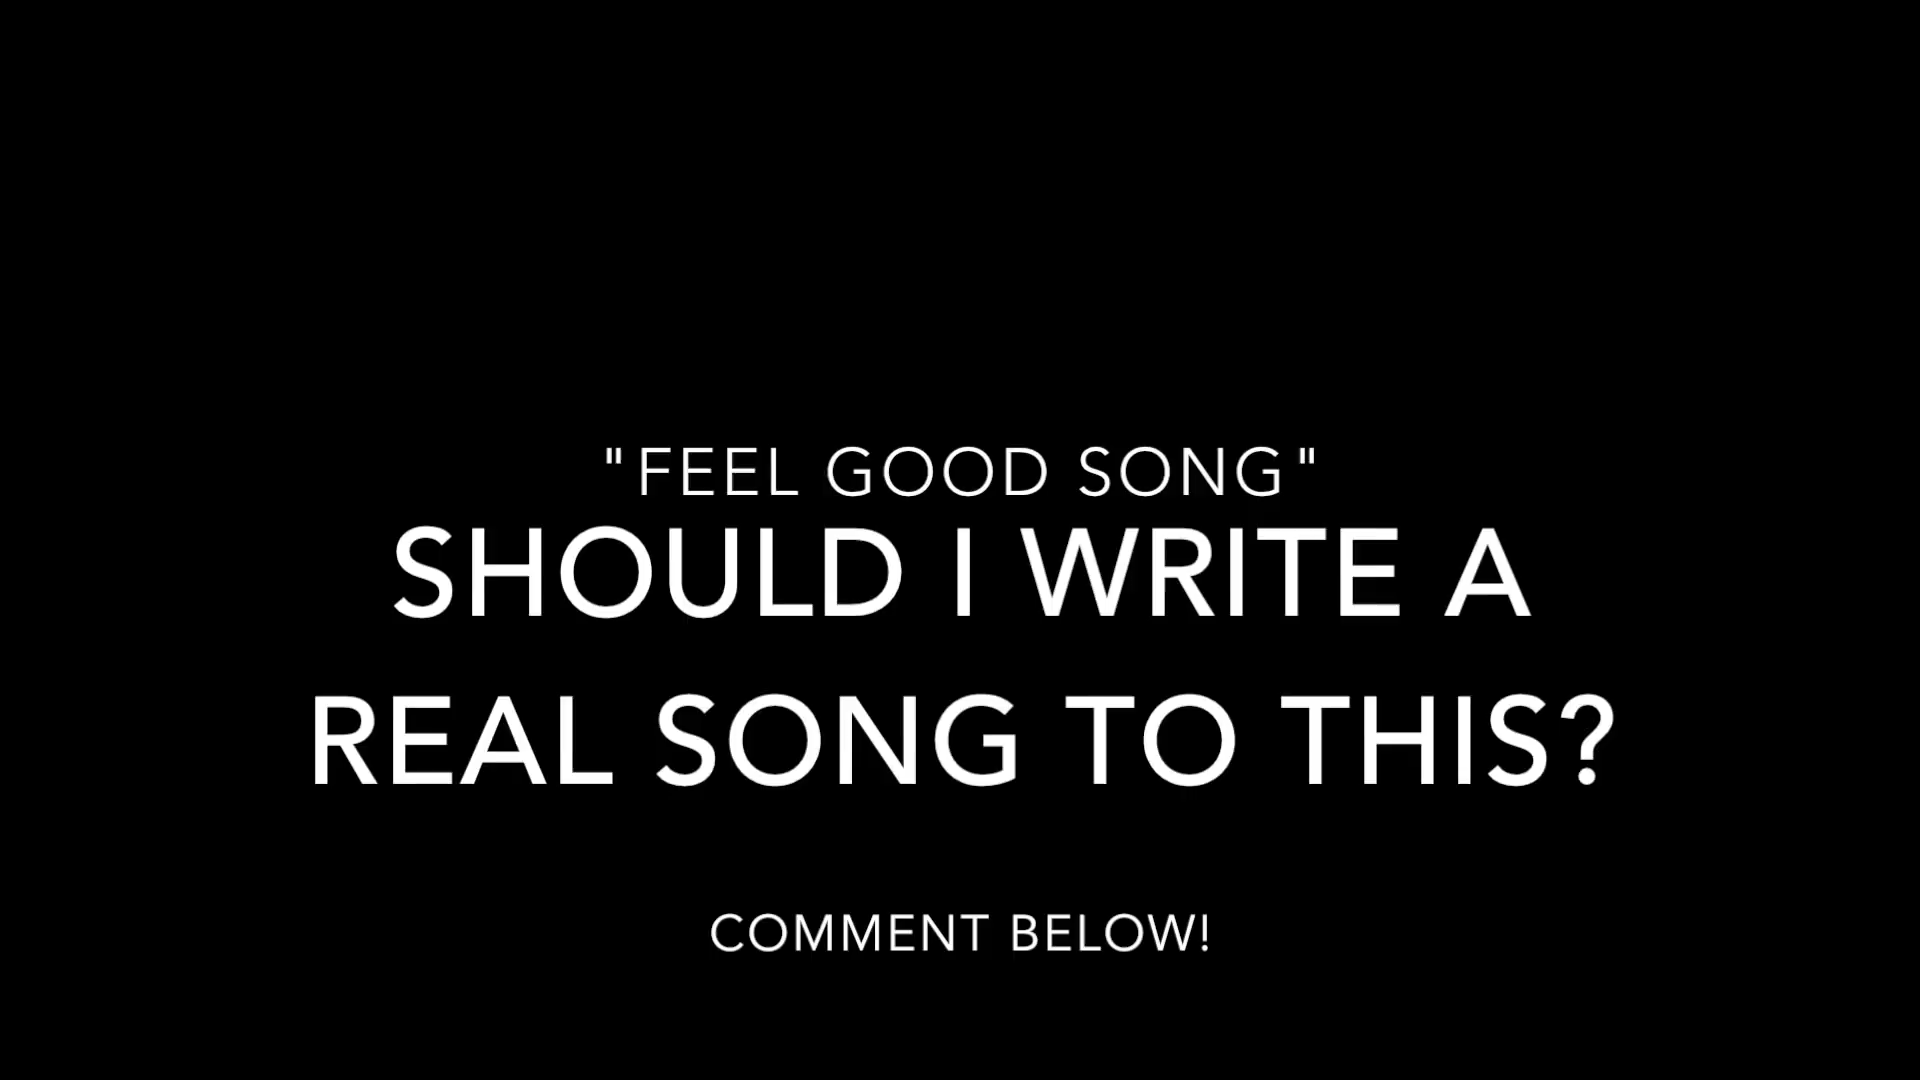 "FEEL GOOD SONG"
SHOULD I WRITE A
REAL SONG TO THIS?
COMMENT BELOW!